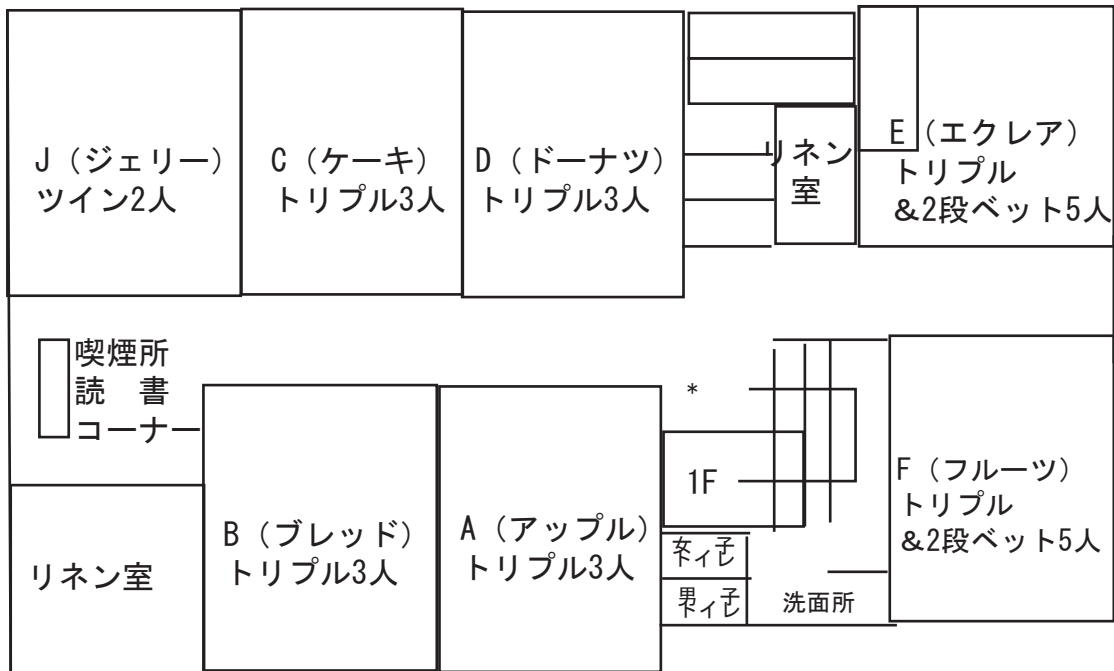 J（ジェリー）
ツイン2人
C（ケーキ）
トリプル3人
D（ドーナツ）
トリプル3人
リネン
室
E（エクレア）
トリプル
＆2段ベット5人
喫煙所
読　書
コーナー
リネン室
B（ブレッド）
トリプル3人
A（アップル）
トリプル3人
*
1F
女子
トイレ
男子
トイレ
洗面所
F（フルーツ）
トリプル
＆2段ベット5人